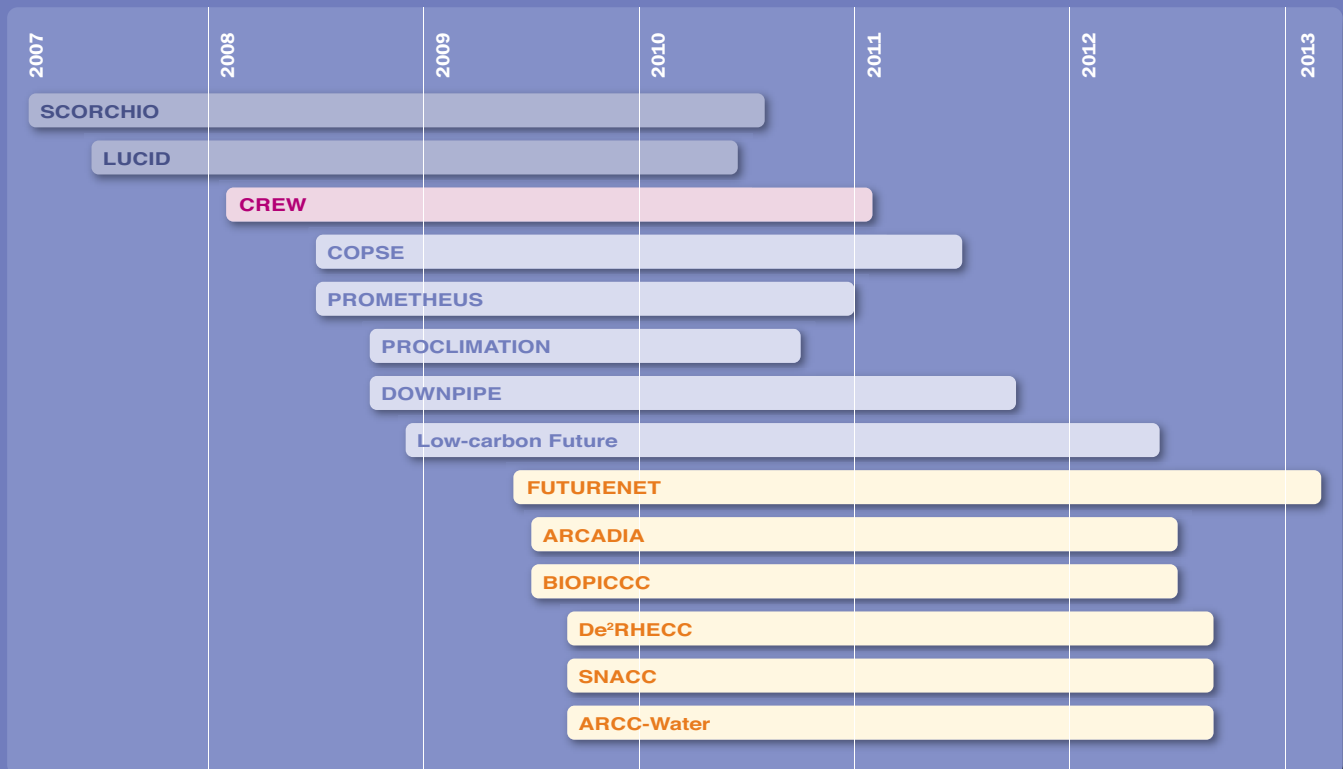 2007
2008
2009
2010
2011
2012
2013
SCORCHIO
LUCID
CREW
COPSE
PROMETHEUS
PROCLIMATION
DOWNPIPE
Low-carbon Future
FUTURENET
ARCADIA
BIOPICCC
De²RHECC
SNACC
ARCC-Water